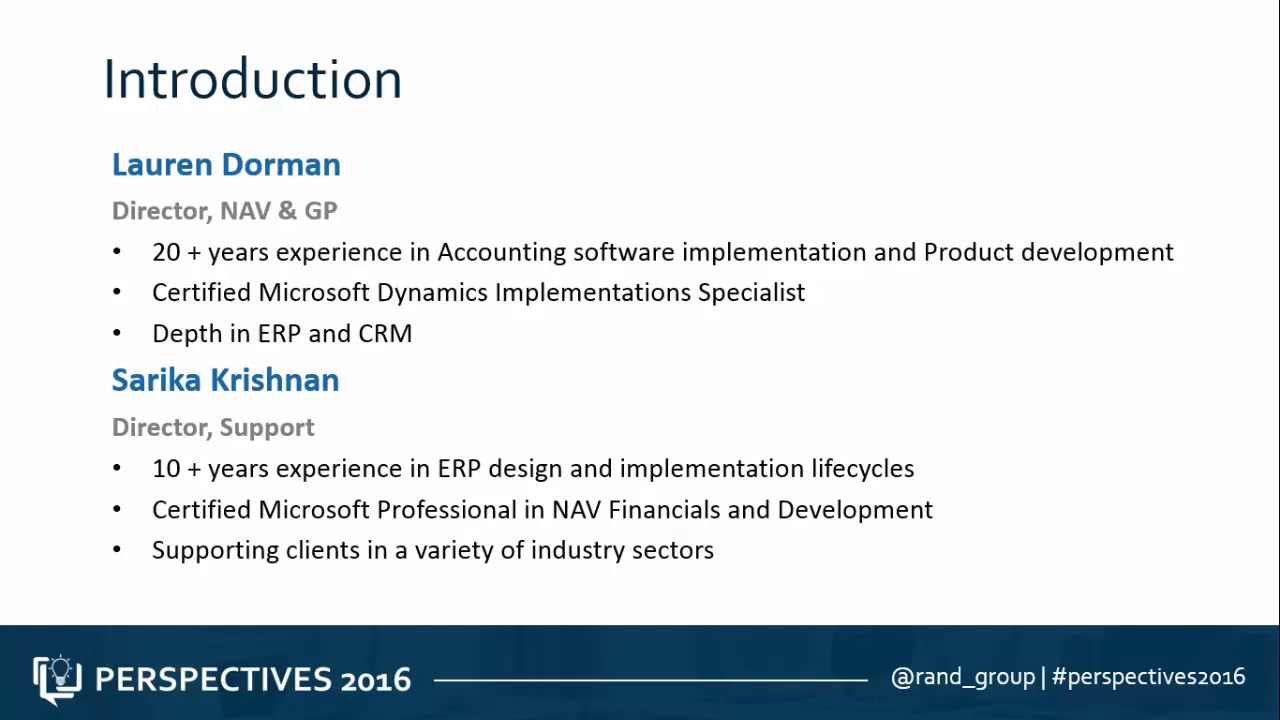 Introduction
Lauren Dorman
Director, NAV & GP
• 20 + years experience in Accounting software implementation and Product development
• Certified Microsoft Dynamics Implementations Specialist
• Depth in ERP and CRM
Sarika Krishnan
Director, Support
• 10 + years experience in ERP design and implementation lifecycles
• Certified Microsoft Professional in NAV Financials and Development
• Supporting clients in a variety of industry sectors
PERSPECTIVES 2016
@rand_group | #perspectives2016